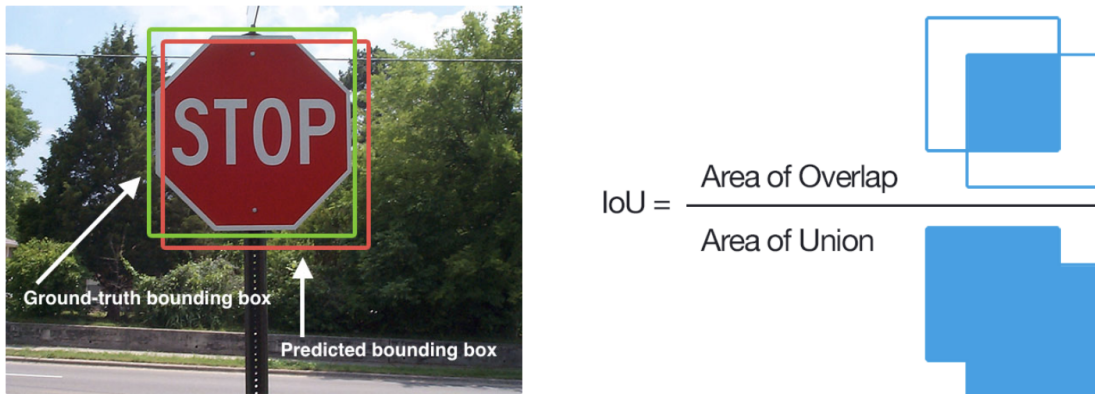 STOP
Ground-truth bounding box
Predicted bounding box
Area of Overlap
IoU =
Area of Union